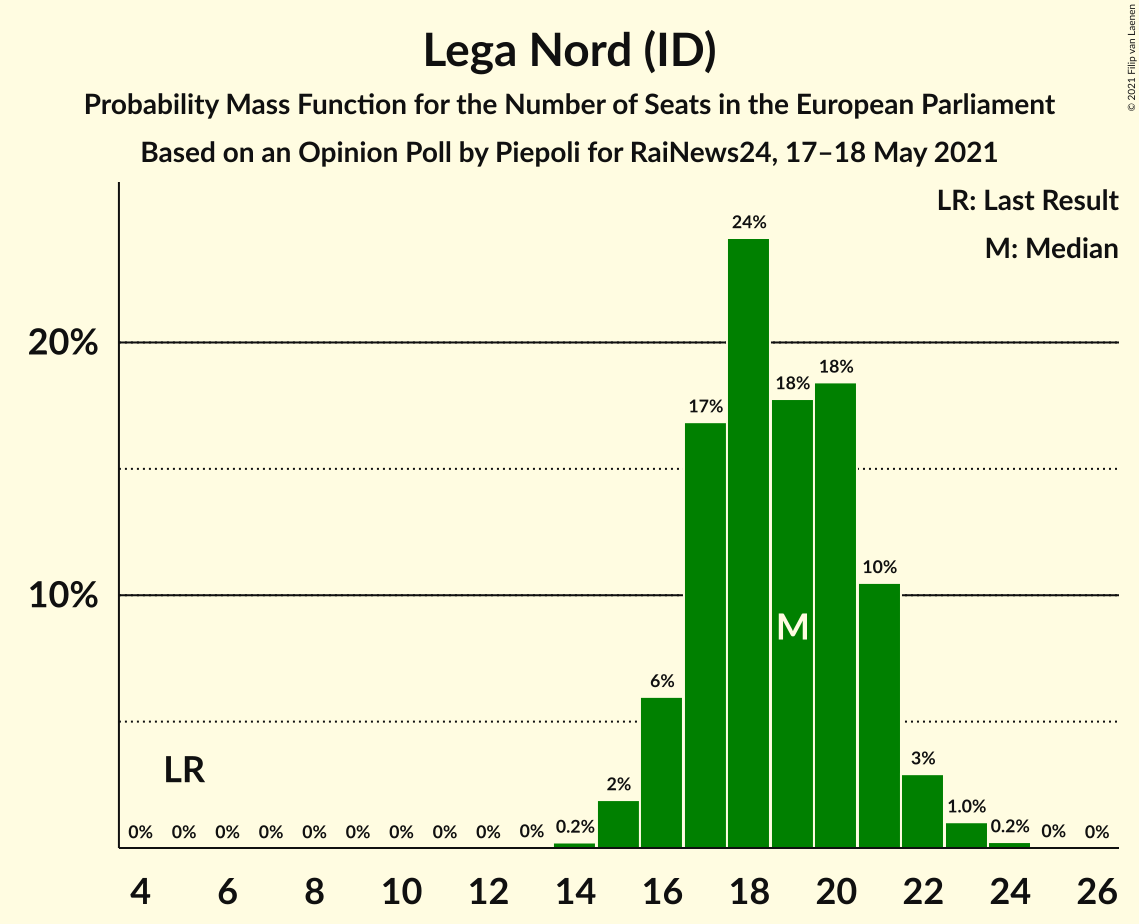 Lega Nord (ID)
Probability Mass Function for the Number of Seats in the European Parliament
Based on an Opinion Poll by Piepoli for RaiNews24, 17–18 May 2021
© 2021 Filip van Laenen
LR: Last Result
M: Median
20%
10%
0% 0% 0% 0% 0% 0% 0% 0% 0% 0% 0.2% 2% 6% 17% 24% 18% 18% 10% 3% 1.0% 0.2% 0% 0%
LR
M
4 6 8 10 12 14 16 18 20 22 24 26